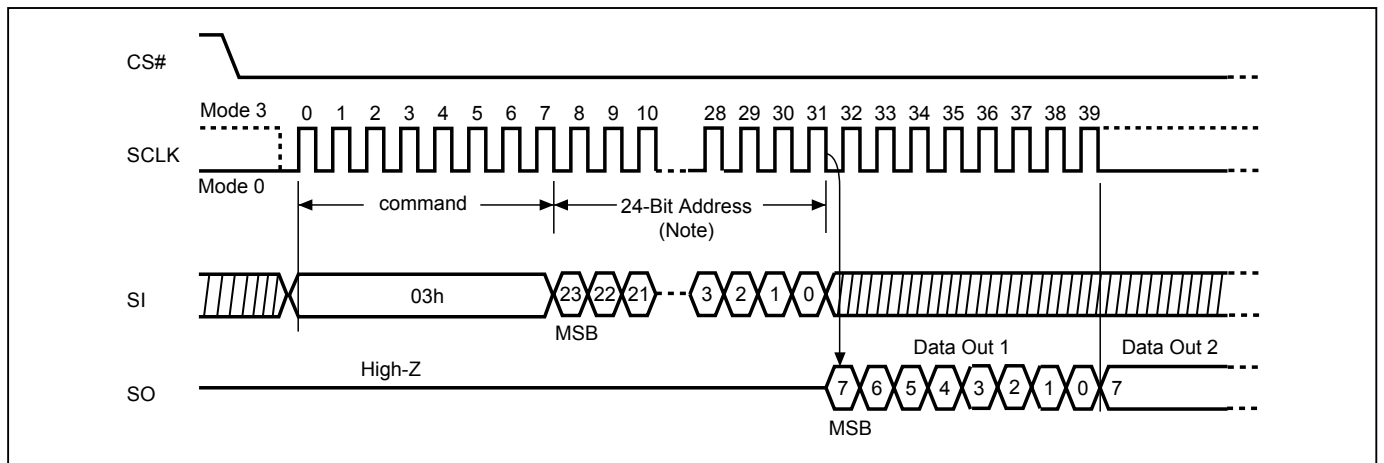 CS#
Mode 3
0 1 2 3 4 5 6 7 8 9 10 28 29 30 31 32 33 34 35 36 37 38 39
SCLK
Mode 0
command
24-Bit Address
(Note)
SI
03h
23 22 21 3 2 1 0
MSB
High-Z
Data Out 1
Data Out 2
SO
7 6 5 4 3 2 1 0 7
MSB